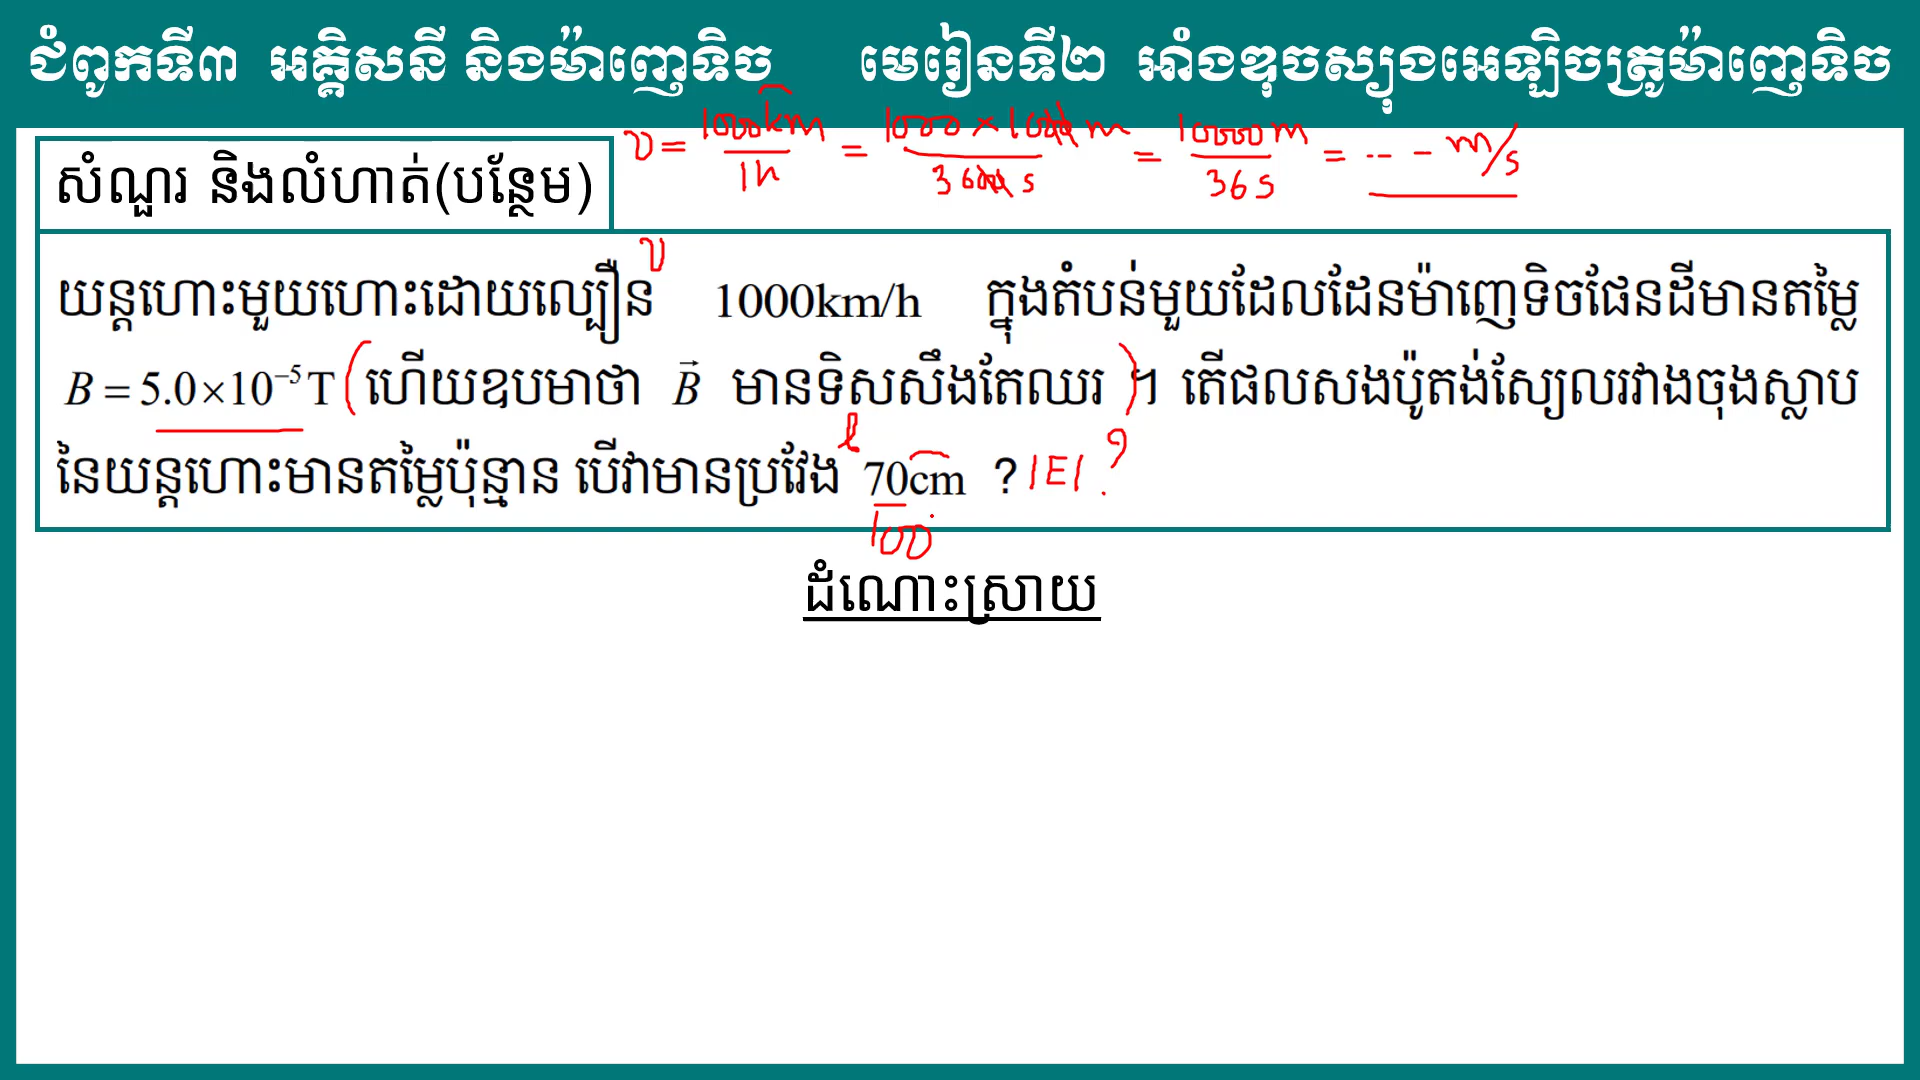 ជំពូកទី៣ អគ្គិសនី និងម៉ាញេទិច មេរៀនទី២ អាំងឌុចស្យុងអេឡិចត្រូម៉ាញេទិច
v = 1000km / 1h = 1000 × 1000 m / 3600 s = 10000 m / 36 s = -- - m/s
សំណួរ និងលំហាត់(បន្ថែម)
v
យន្តហោះមួយហោះដោយល្បឿន 1000km/h ក្នុងតំបន់មួយដែលដែនម៉ាញេទិចផែនដីមានតម្លៃ
B = 5.0×10⁻⁵ T (ហើយឧបមាថា B⃗ មានទិសសឹងតែឈរ )។ តើផលសងប៉ូតង់ស្យែលរវាងចុងស្លាប
ℓ
នៃយន្តហោះមានតម្លៃប៉ុន្មាន បើវាមានប្រវែង 70cm ? |E| ?
100
ដំណោះស្រាយ